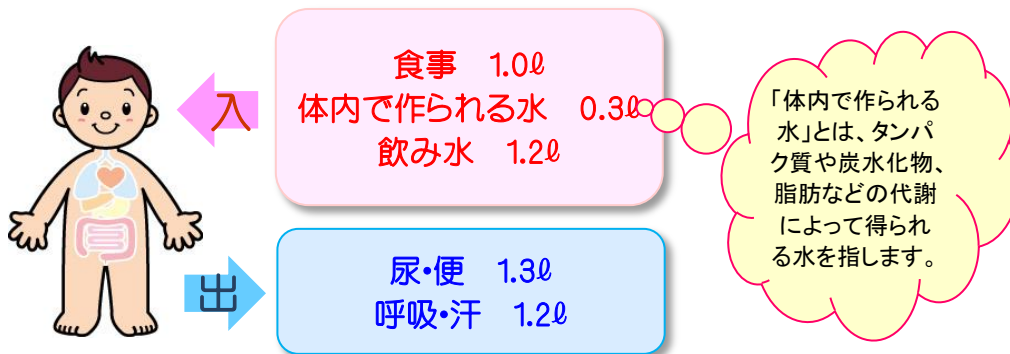 入
食事 1.0ℓ
体内で作られる水 0.3ℓ
飲み水 1.2ℓ
「体内で作られる
水」とは、タンパ
ク質や炭水化物、
脂肪などの代謝
によって得られ
る水を指します。
出
尿・便 1.3ℓ
呼吸・汗 1.2ℓ